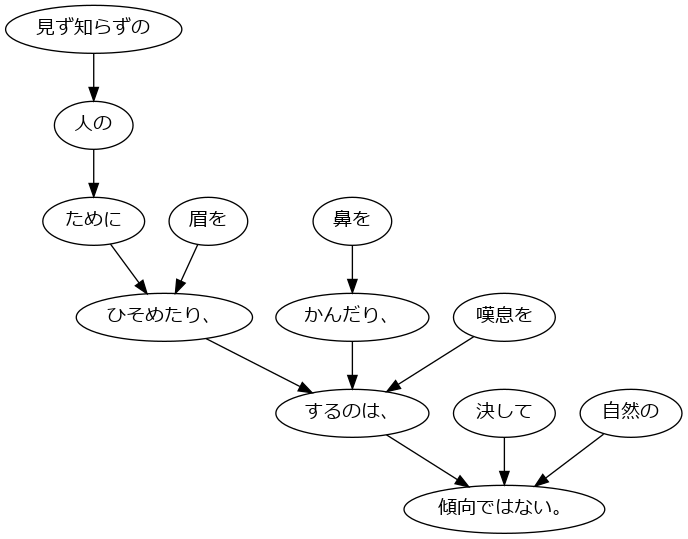 見ず知らずの
人の
ために
眉を
鼻を
ひそめたり、
かんだり、
嘆息を
するのは、
決して
自然の
傾向ではない。